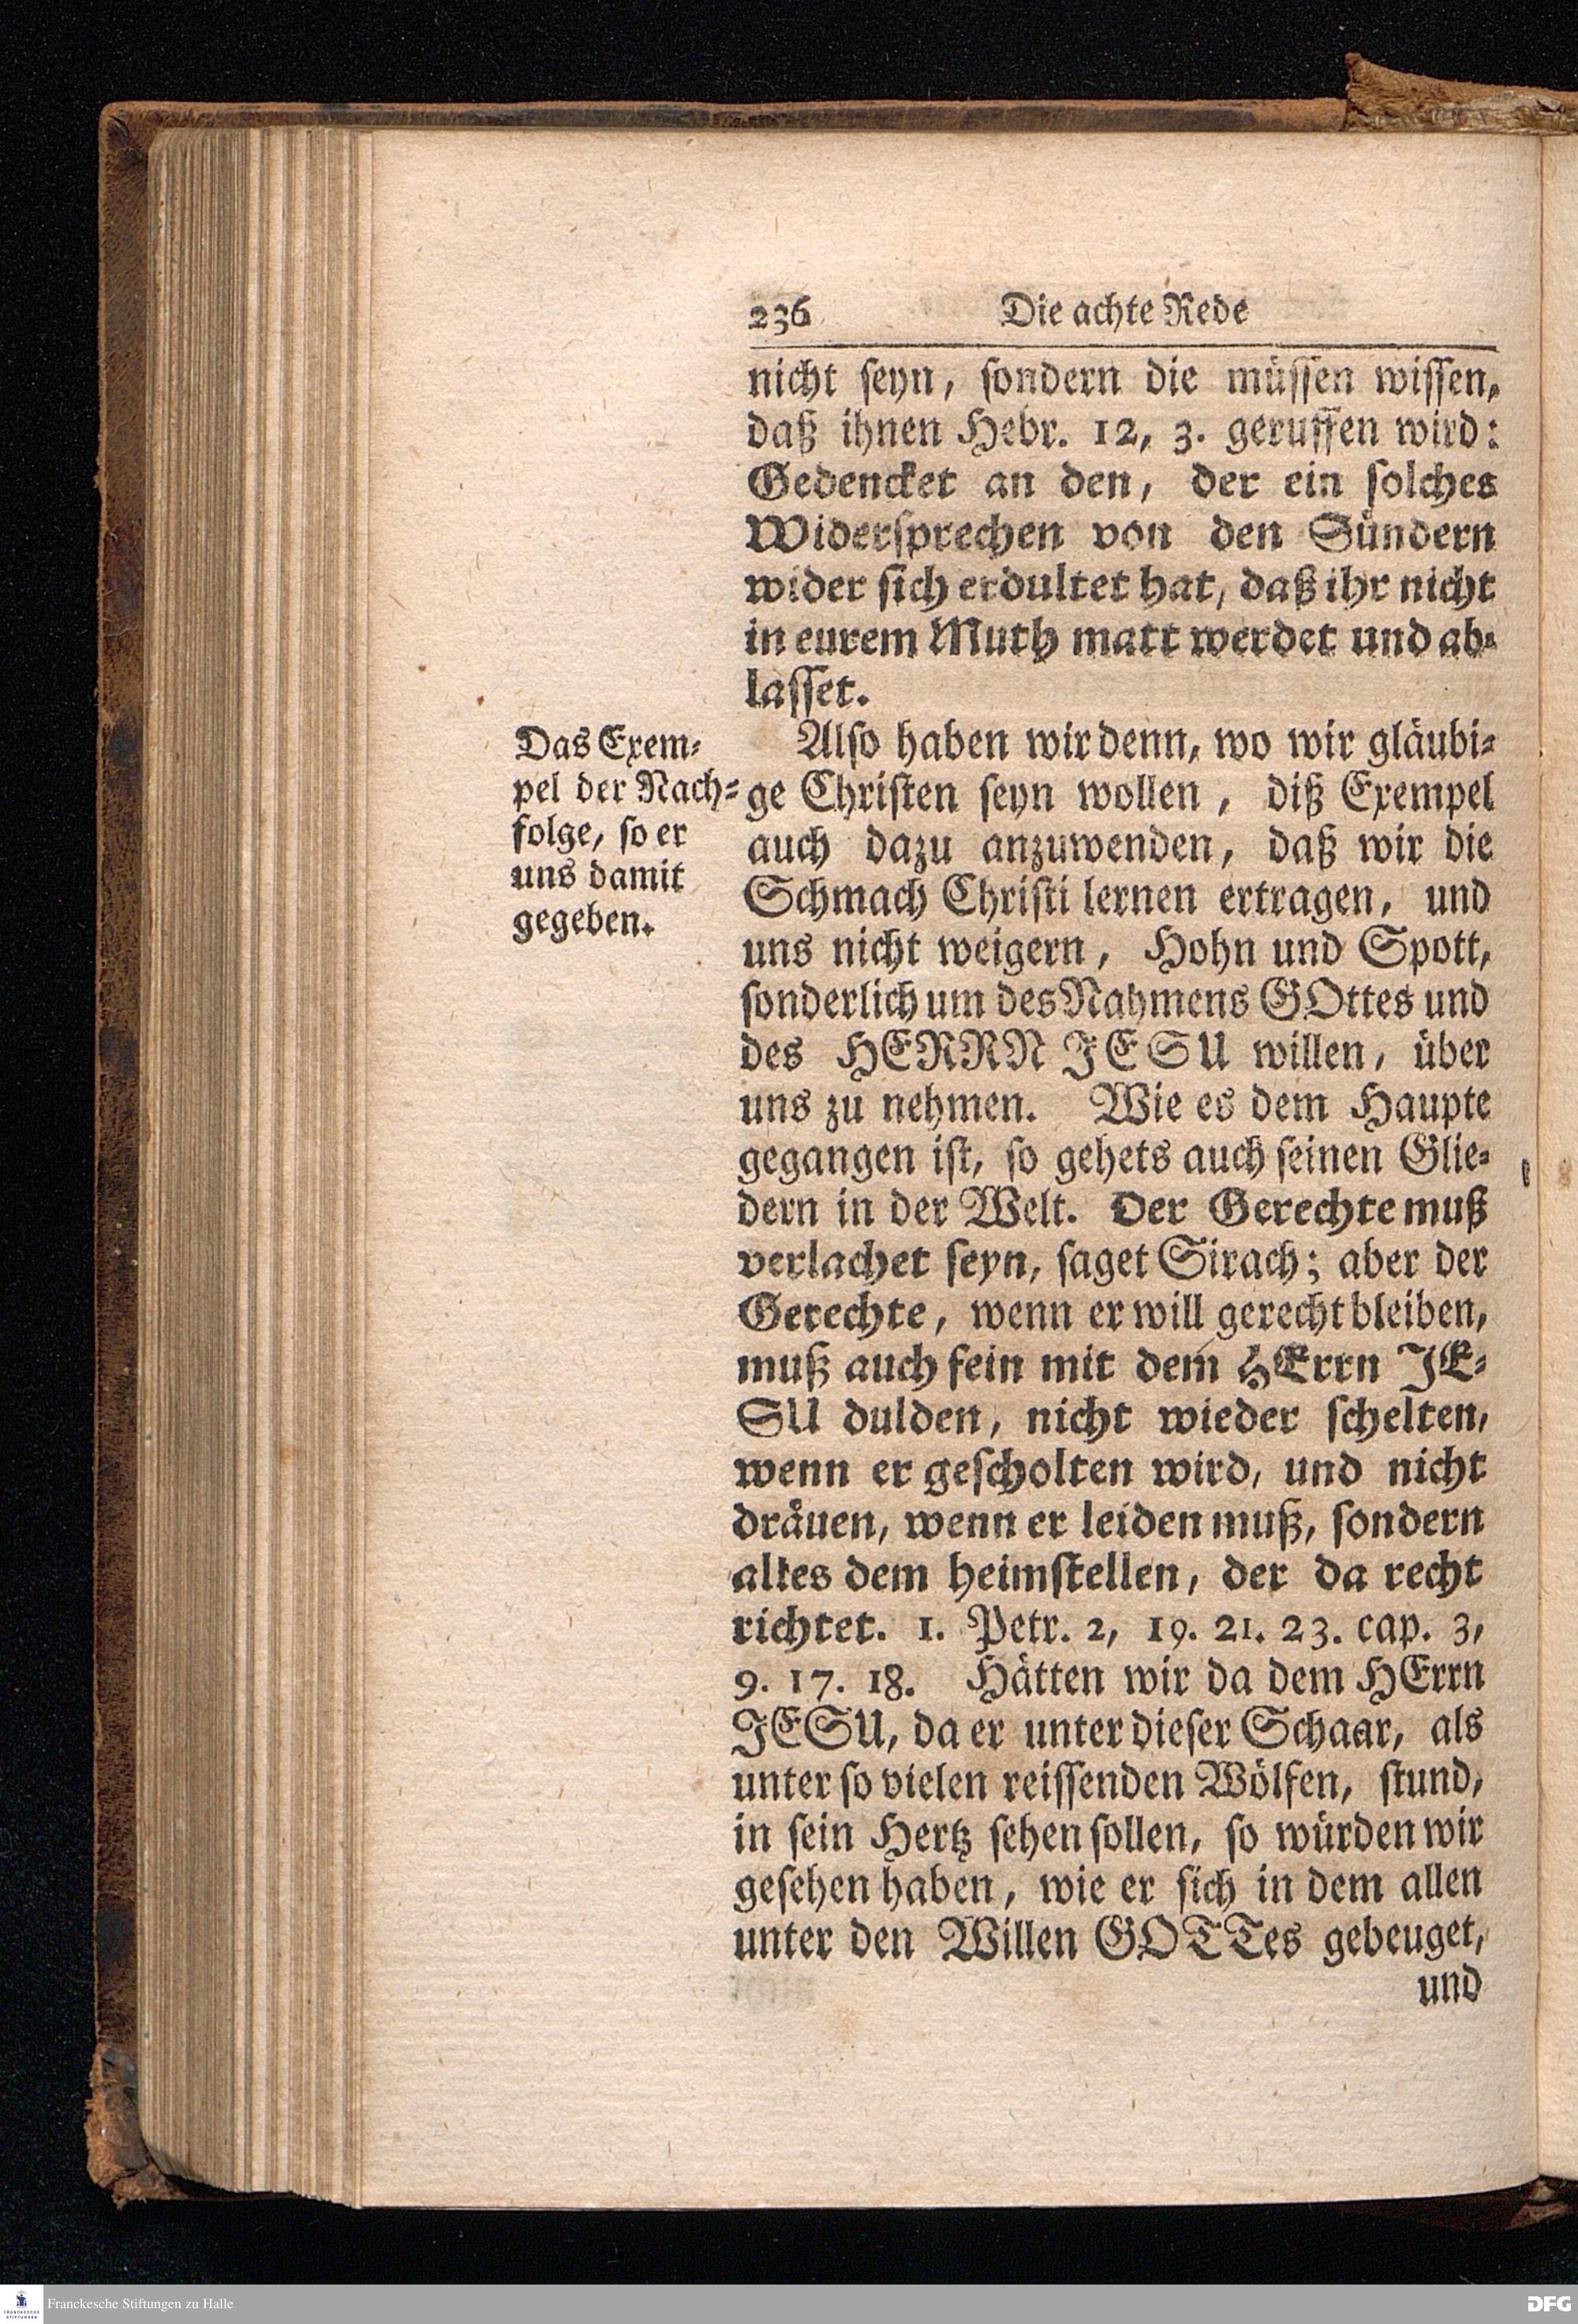 236 Die achte Rede
nicht ſeyn, ſondern die müſſen wiſſen,
daß ihnen Hebr. 12, 3. geruffen wird:
Gedencket an den, der ein ſolches
Widerſprechen von den Sündern
wider ſich erdultet hat, daß ihr nicht
in eurem Muth matt werdet und ab⸗
laſſet.
Das Exem⸗
pel der Nach⸗
folge, ſo er
uns damit
gegeben.
Alſo haben wir denn, wo wir gläubi⸗
ge Chriſten ſeyn wollen, diß Exempel
auch dazu anzuwenden, daß wir die
Schmach Chriſti lernen ertragen, und
uns nicht weigern, Hohn und Spott,
ſonderlich um des Nahmens GOttes und
des HERRN JESU willen, über
uns zu nehmen. Wie es dem Haupte
gegangen iſt, ſo gehets auch ſeinen Glie⸗
dern in der Welt. Der Gerechte muß
verlachet ſeyn, ſaget Sirach; aber der
Gerechte, wenn er will gerecht bleiben,
muß auch fein mit dem HErrn JE⸗
SU dulden, nicht wieder ſchelten,
wenn er geſcholten wird, und nicht
dräuen, wenn er leiden muß, ſondern
alles dem heimſtellen, der da recht
richtet. 1. Petr. 2, 19. 21. 23. cap. 3,
9. 17. 18. Hätten wir da dem HErrn
JESU, da er unter dieſer Schaar, als
unter ſo vielen reiſſenden Wölfen, ſtund,
in ſein Hertz ſehen ſollen, ſo würden wir
geſehen haben, wie er ſich in dem allen
unter den Willen GOTTes gebeuget,
und
Franckesche Stiftungen zu Halle
DFG